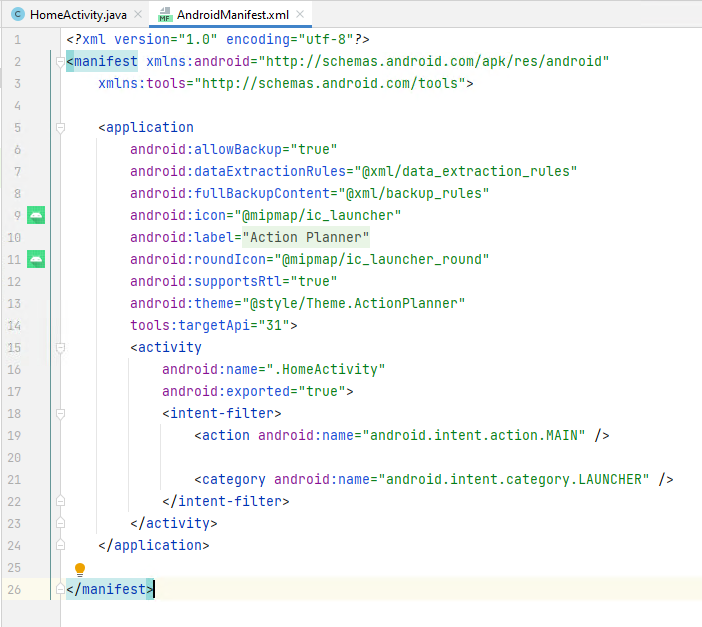 HomeActivity.java AndroidManifest.xml
1 <?xml version="1.0" encoding="utf-8"?>
2 <manifest xmlns:android="http://schemas.android.com/apk/res/android"
3     xmlns:tools="http://schemas.android.com/tools">
4
5     <application
6         android:allowBackup="true"
7         android:dataExtractionRules="@xml/data_extraction_rules"
8         android:fullBackupContent="@xml/backup_rules"
9         android:icon="@mipmap/ic_launcher"
10         android:label="Action Planner"
11         android:roundIcon="@mipmap/ic_launcher_round"
12         android:supportsRtl="true"
13         android:theme="@style/Theme.ActionPlanner"
14         tools:targetApi="31">
15         <activity
16             android:name=".HomeActivity"
17             android:exported="true">
18             <intent-filter>
19                 <action android:name="android.intent.action.MAIN" />
20
21                 <category android:name="android.intent.category.LAUNCHER" />
22             </intent-filter>
23         </activity>
24     </application>
25
26 </manifest>